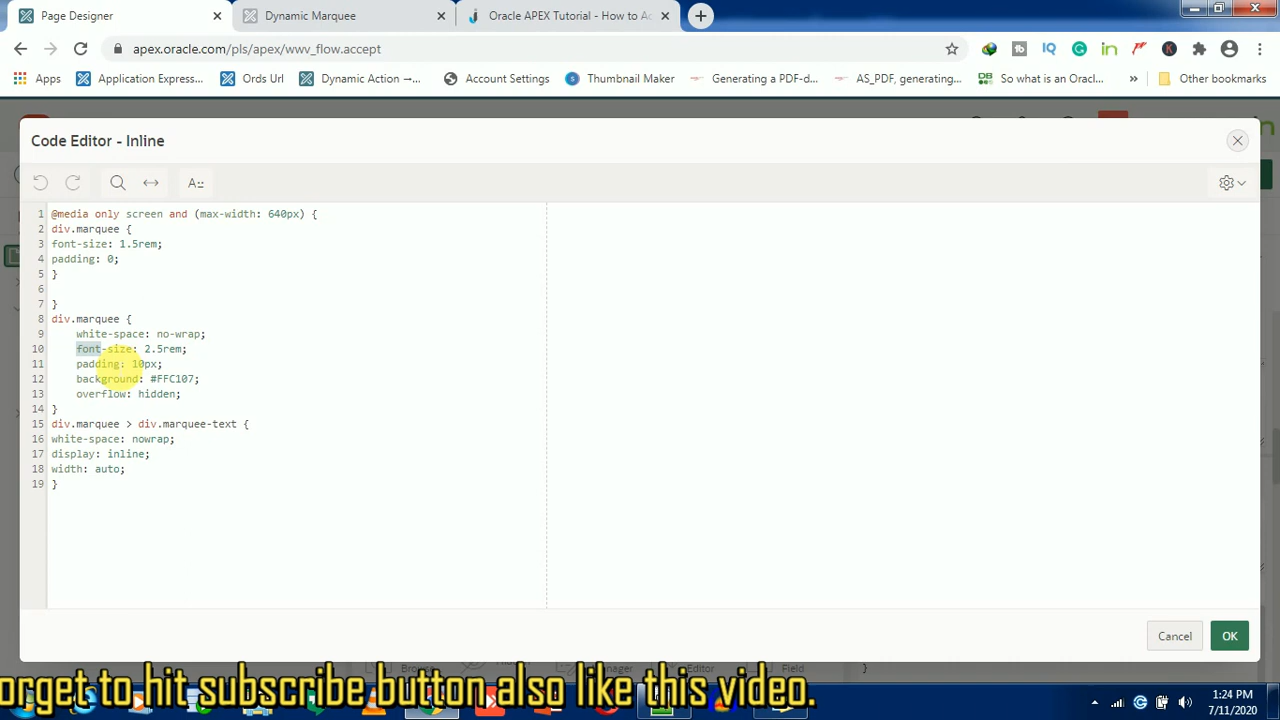 Page Designer
Dynamic Marquee
Oracle APEX Tutorial - How to Ac
apex.oracle.com/pls/apex/wwv_flow.accept
Apps
Application Express...
Ords Url
Dynamic Action →...
Account Settings
Thumbnail Maker
Generating a PDF-d...
AS_PDF, generating...
So what is an Oracl...
Other bookmarks
Code Editor - Inline
1 @media only screen and (max-width: 640px) {
2 div.marquee {
3 font-size: 1.5rem;
4 padding: 0;
5 }
6
7 }
8 div.marquee {
9 white-space: no-wrap;
10 font-size: 2.5rem;
11 padding: 10px;
12 background: #FFC107;
13 overflow: hidden;
14 }
15 div.marquee > div.marquee-text {
16 white-space: nowrap;
17 display: inline;
18 width: auto;
19 }
Cancel
OK
orget to hit subscribe button also like this video.
1:24 PM
7/11/2020